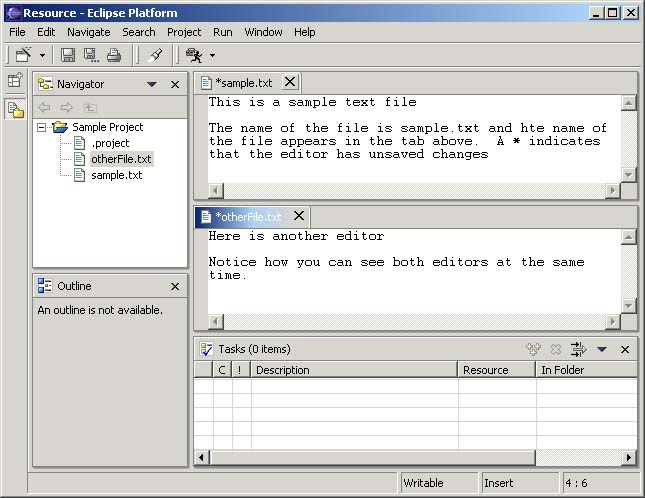 Resource - Eclipse Platform
File Edit Navigate Search Project Run Window Help
Navigator
Sample Project
.project
otherFile.txt
sample.txt
Outline
An outline is not available.
*sample.txt
This is a sample text file
The name of the file is sample.txt and hte name of
the file appears in the tab above.  A * indicates
that the editor has unsaved changes
*otherFile.txt
Here is another editor
Notice how you can see both editors at the same
time.
Tasks (0 items)
C ! Description Resource In Folder
Writable Insert 4 : 6